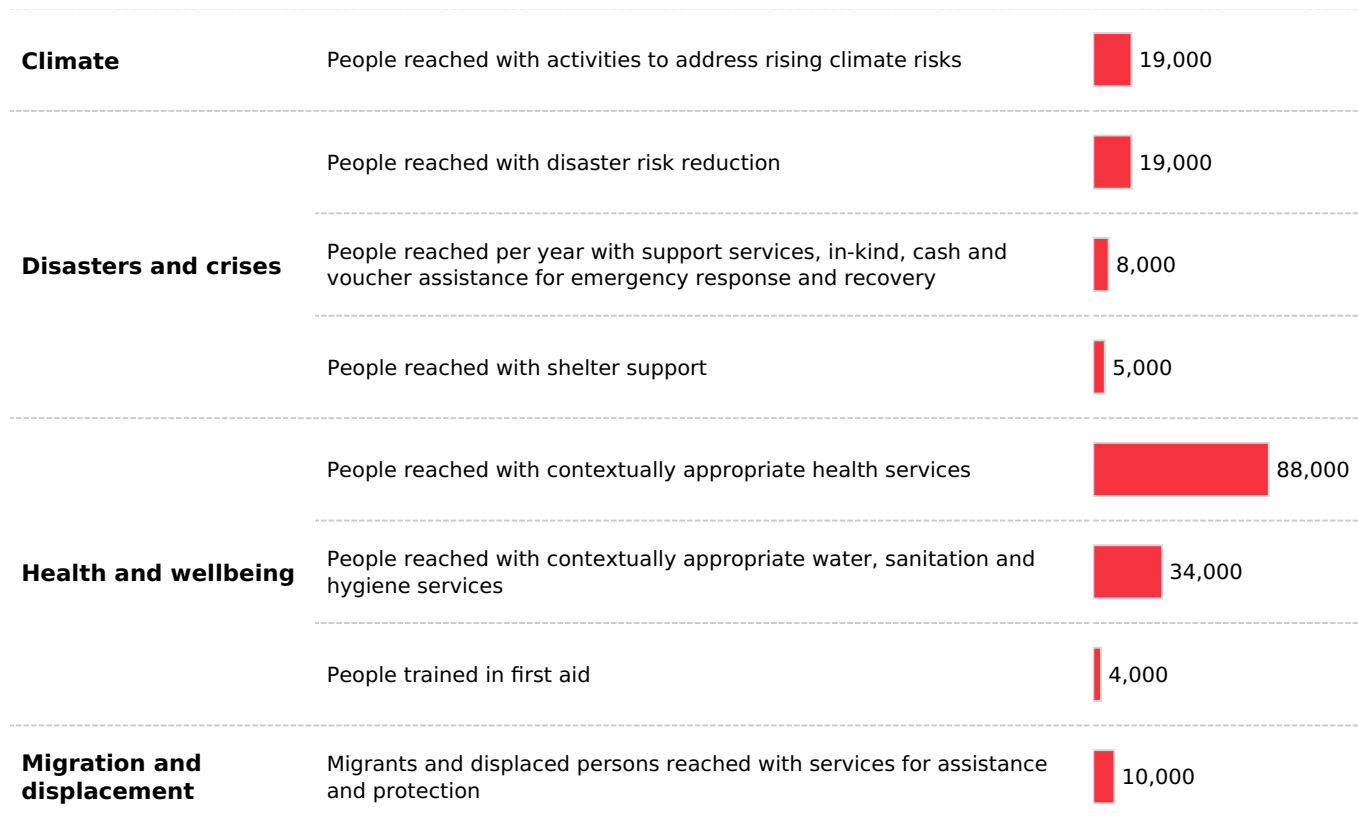 Climate
People reached with activities to address rising climate risks
19,000
Disasters and crises
People reached with disaster risk reduction
19,000
People reached per year with support services, in-kind, cash and
voucher assistance for emergency response and recovery
8,000
People reached with shelter support
5,000
Health and wellbeing
People reached with contextually appropriate health services
88,000
People reached with contextually appropriate water, sanitation and
hygiene services
34,000
People trained in first aid
4,000
Migration and
displacement
Migrants and displaced persons reached with services for assistance
and protection
10,000